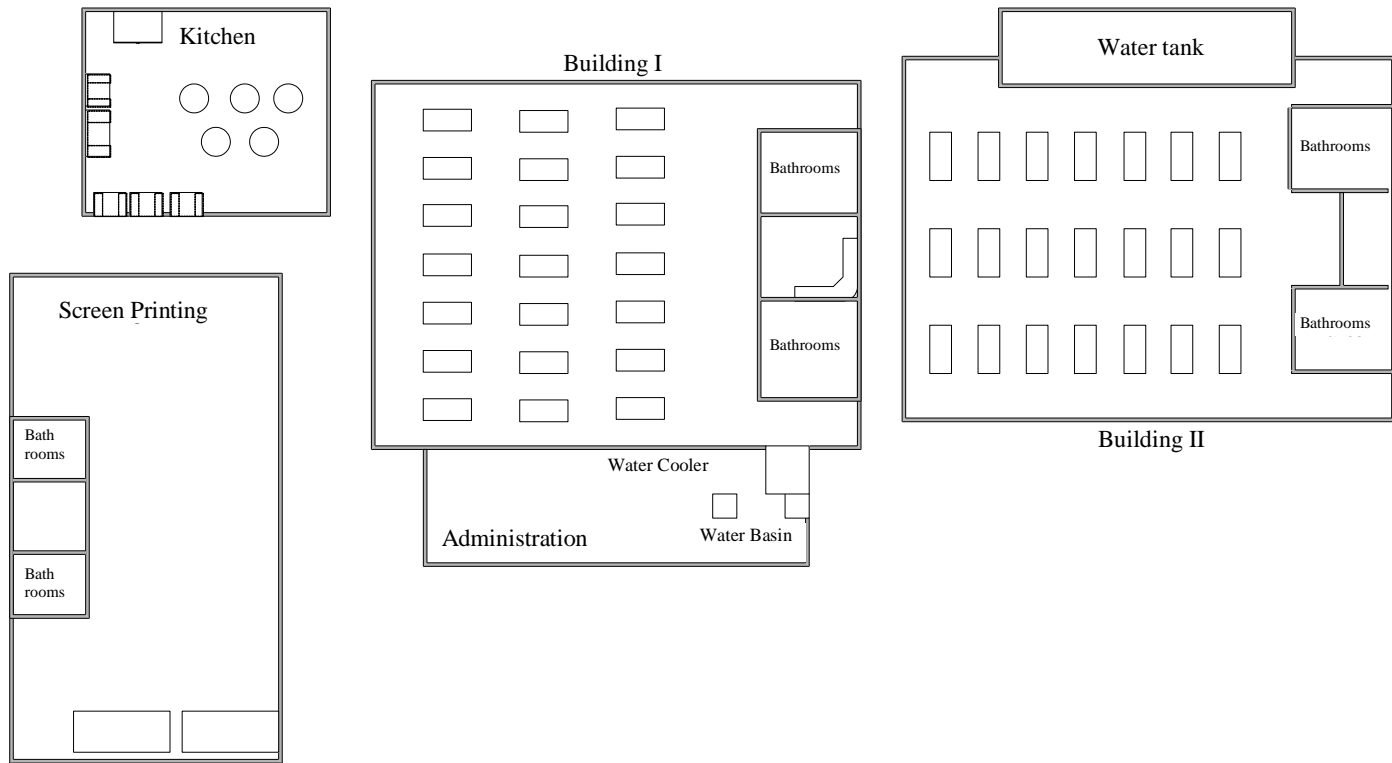 Kitchen
Building I
Water tank
Bathrooms
Bathrooms
Screen Printing
Bathrooms
Bathrooms
Bath
rooms
Building II
Water Cooler
Administration
Water Basin
Bath
rooms